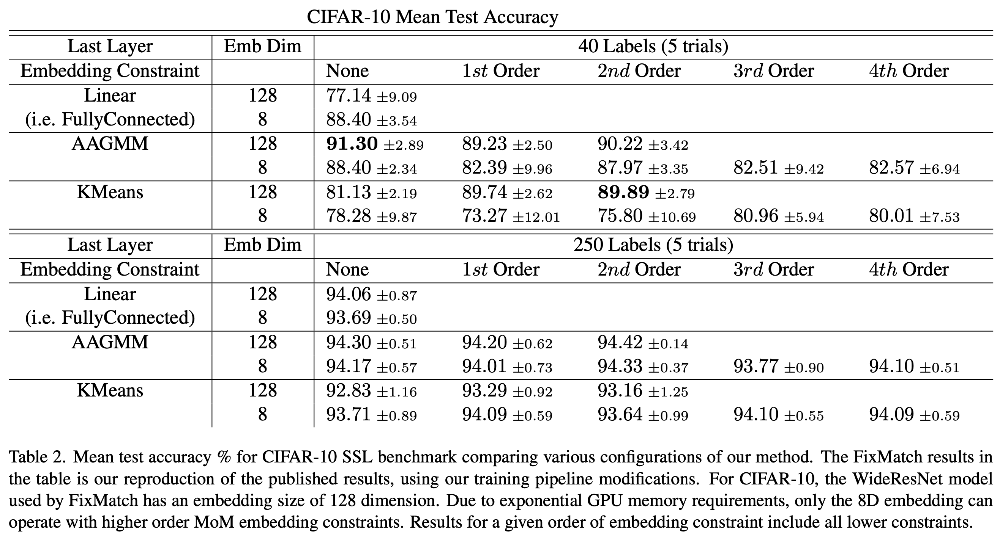 CIFAR-10 Mean Test Accuracy
Last Layer Emb Dim 40 Labels (5 trials)
Embedding Constraint None 1st Order 2nd Order 3rd Order 4th Order
Linear 128 77.14 ±9.09
(i.e. FullyConnected) 8 88.40 ±3.54
AAGMM 128 91.30 ±2.89 89.23 ±2.50 90.22 ±3.42
8 88.40 ±2.34 82.39 ±9.96 87.97 ±3.35 82.51 ±9.42 82.57 ±6.94
KMeans 128 81.13 ±2.19 89.74 ±2.62 89.89 ±2.79
8 78.28 ±9.87 73.27 ±12.01 75.80 ±10.69 80.96 ±5.94 80.01 ±7.53
Last Layer Emb Dim 250 Labels (5 trials)
Embedding Constraint None 1st Order 2nd Order 3rd Order 4th Order
Linear 128 94.06 ±0.87
(i.e. FullyConnected) 8 93.69 ±0.50
AAGMM 128 94.30 ±0.51 94.20 ±0.62 94.42 ±0.14
8 94.17 ±0.57 94.01 ±0.73 94.33 ±0.37 93.77 ±0.90 94.10 ±0.51
KMeans 128 92.83 ±1.16 93.29 ±0.92 93.16 ±1.25
8 93.71 ±0.89 94.09 ±0.59 93.64 ±0.99 94.10 ±0.55 94.09 ±0.59
Table 2. Mean test accuracy % for CIFAR-10 SSL benchmark comparing various configurations of our method. The FixMatch results in
the table is our reproduction of the published results, using our training pipeline modifications. For CIFAR-10, the WideResNet model
used by FixMatch has an embedding size of 128 dimension. Due to exponential GPU memory requirements, only the 8D embedding can
operate with higher order MoM embedding constraints. Results for a given order of embedding constraint include all lower constraints.